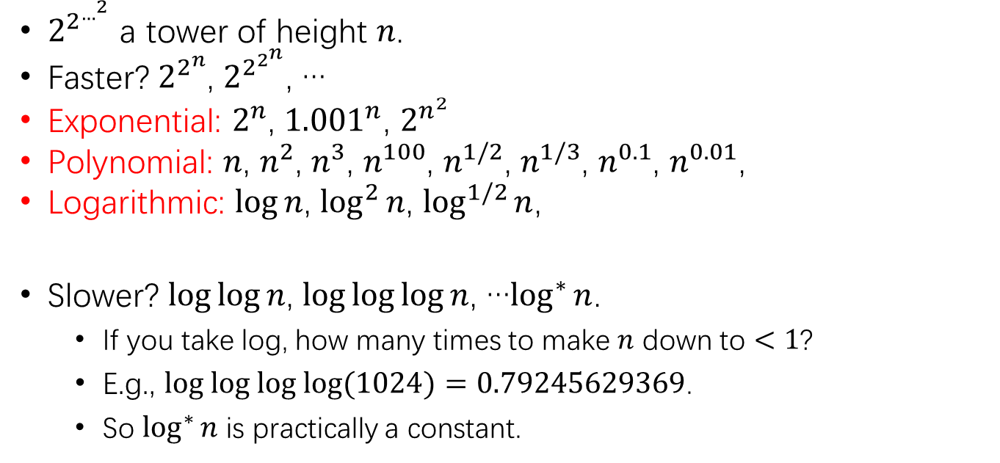 • 2^{2^{⋯^{2}}} a tower of height n.
• Faster? 2^{2^n}, 2^{2^{2^n}}, ⋯
• Exponential: 2^n, 1.001^n, 2^{n^2}
• Polynomial: n, n^2, n^3, n^{100}, n^{1/2}, n^{1/3}, n^{0.1}, n^{0.01},
• Logarithmic: log n, log^2 n, log^{1/2} n,
• Slower? log log n, log log log n, ⋯log^* n.
• If you take log, how many times to make n down to < 1?
• E.g., log log log log(1024) = 0.79245629369.
• So log^* n is practically a constant.